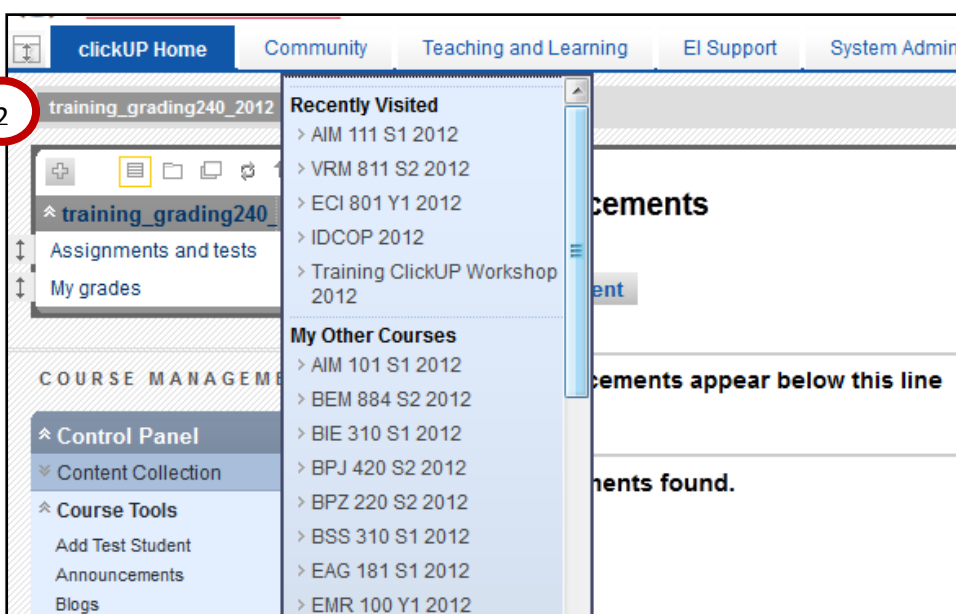 clickUP Home Community Teaching and Learning EI Support System Admin
2
training_grading240_2012
training_grading240_
Assignments and tests
My grades
COURSE MANAGEME
Control Panel
Content Collection
Course Tools
Add Test Student
Announcements
Blogs
Recently Visited
> AIM 111 S1 2012
> VRM 811 S2 2012
> ECI 801 Y1 2012
> IDCOP 2012
> Training ClickUP Workshop
2012
My Other Courses
> AIM 101 S1 2012
> BEM 884 S2 2012
> BIE 310 S1 2012
> BPJ 420 S2 2012
> BPZ 220 S2 2012
> BSS 310 S1 2012
> EAG 181 S1 2012
> EMR 100 Y1 2012
cements
ent
cements appear below this line
ments found.